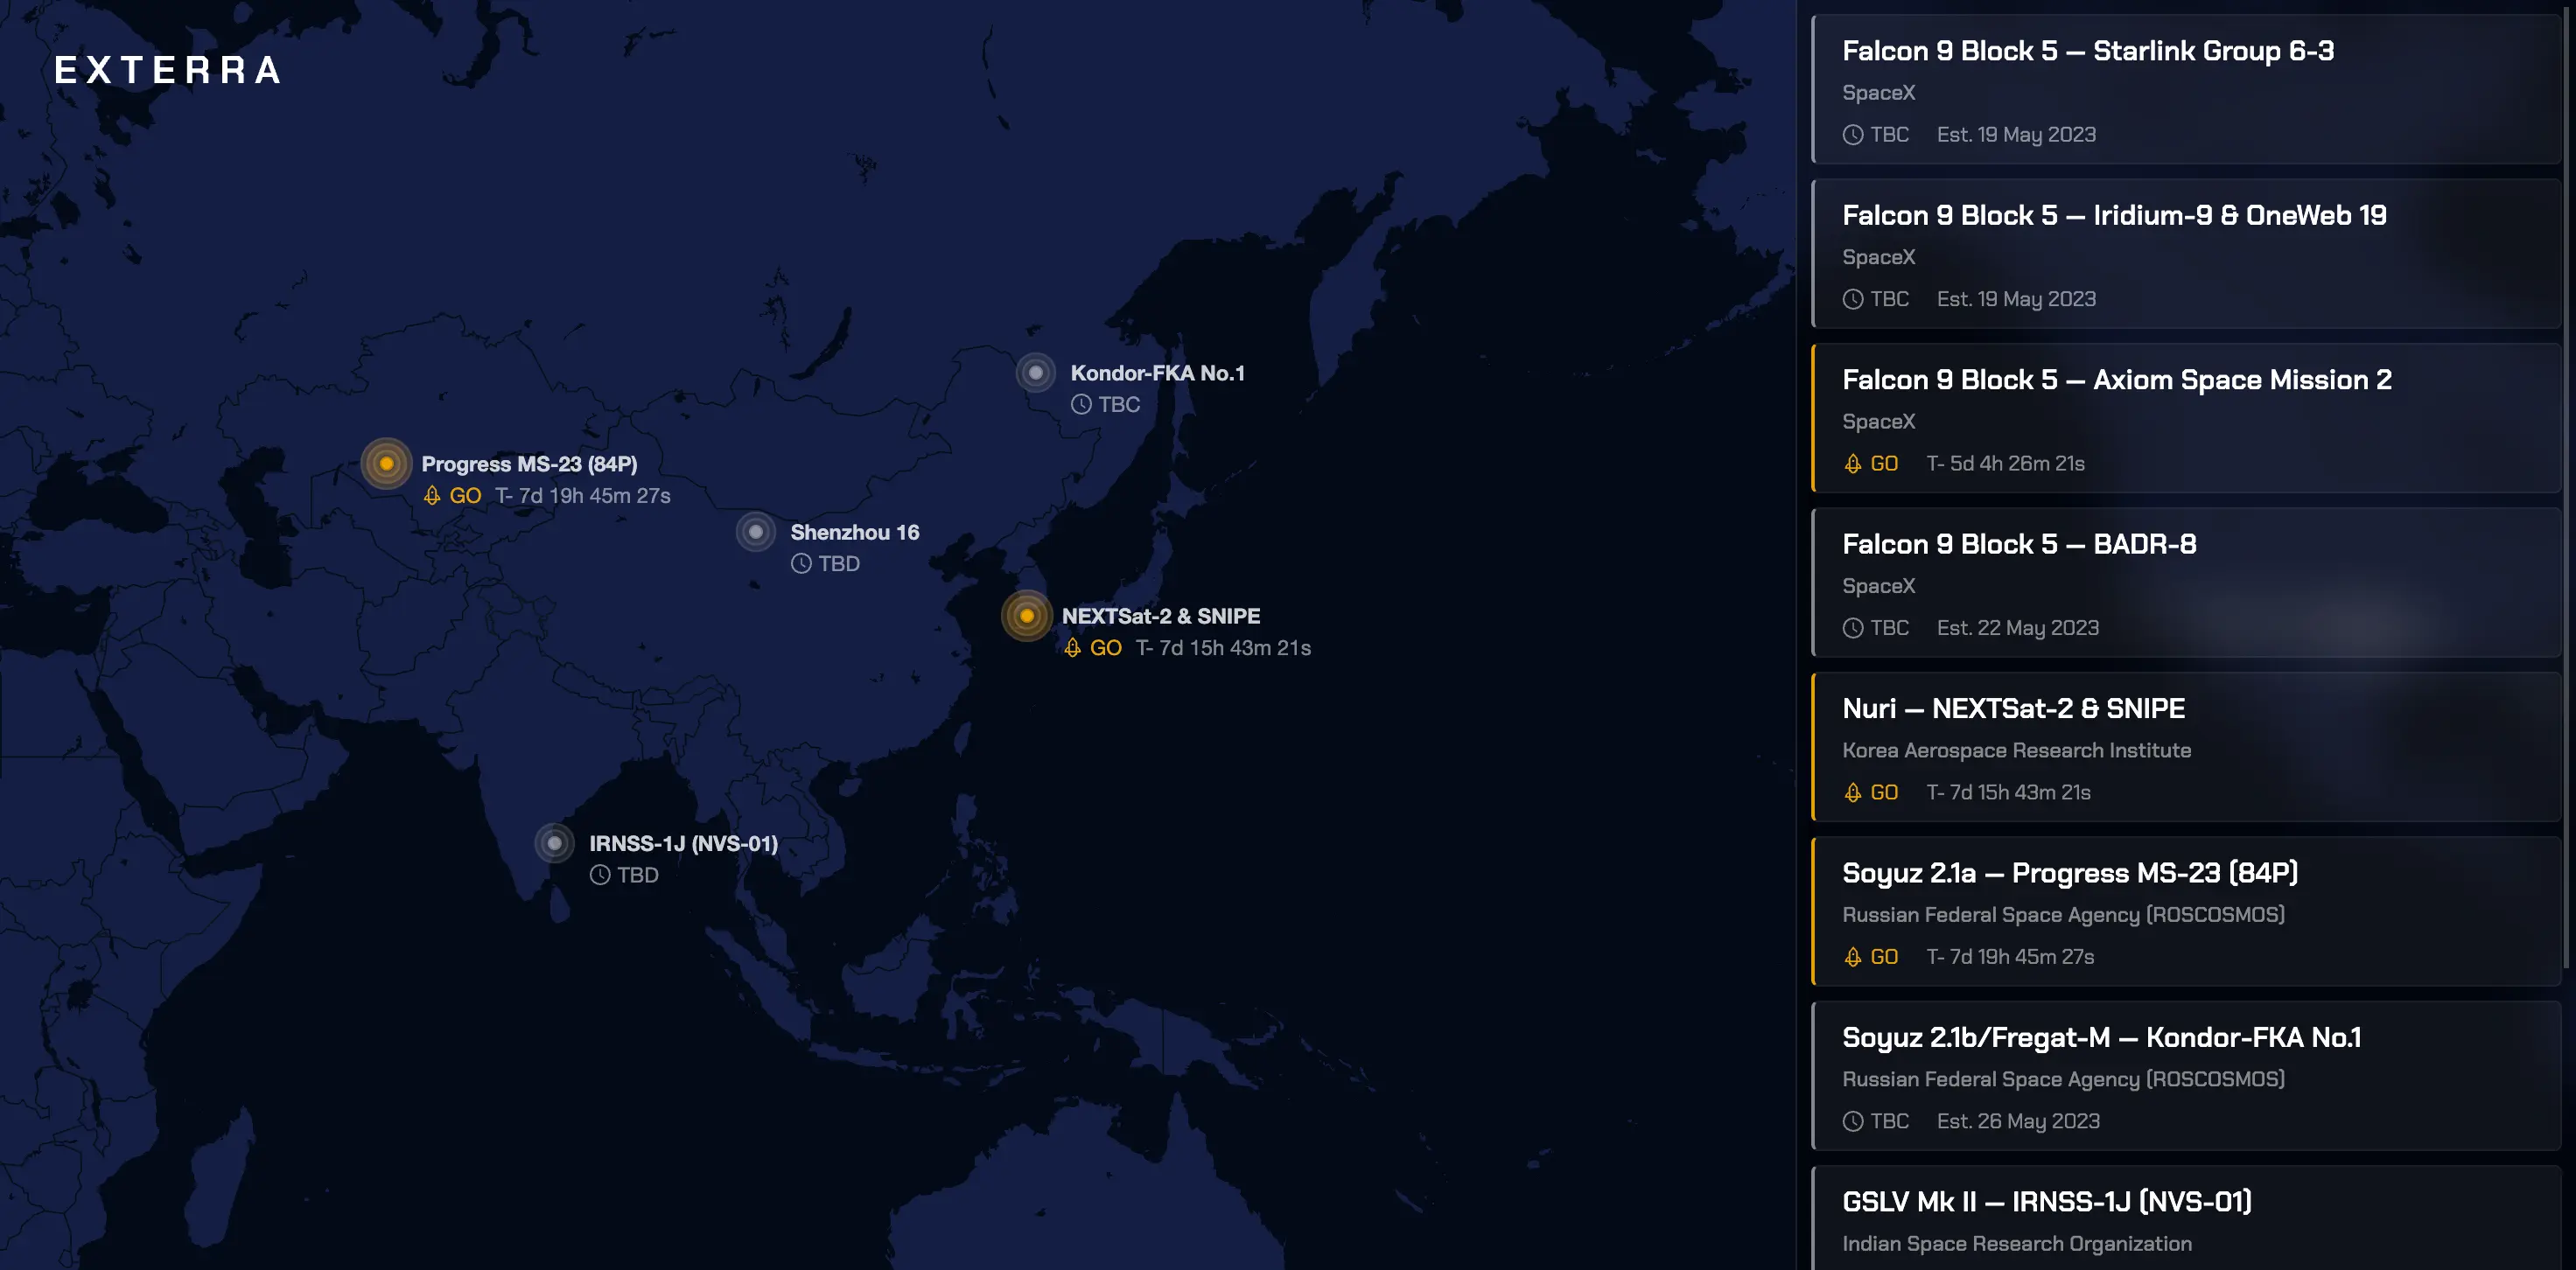 EXTERRA
Kondor-FKA No.1
TBC
Progress MS-23 (84P)
GO T- 7d 19h 45m 27s
Shenzhou 16
TBD
NEXTSat-2 & SNIPE
GO T- 7d 15h 43m 21s
IRNSS-1J (NVS-01)
TBD
Falcon 9 Block 5 — Starlink Group 6-3
SpaceX
TBC Est. 19 May 2023
Falcon 9 Block 5 — Iridium-9 & OneWeb 19
SpaceX
TBC Est. 19 May 2023
Falcon 9 Block 5 — Axiom Space Mission 2
SpaceX
GO T- 5d 4h 26m 21s
Falcon 9 Block 5 — BADR-8
SpaceX
TBC Est. 22 May 2023
Nuri — NEXTSat-2 & SNIPE
Korea Aerospace Research Institute
GO T- 7d 15h 43m 21s
Soyuz 2.1a — Progress MS-23 (84P)
Russian Federal Space Agency (ROSCOSMOS)
GO T- 7d 19h 45m 27s
Soyuz 2.1b/Fregat-M — Kondor-FKA No.1
Russian Federal Space Agency (ROSCOSMOS)
TBC Est. 26 May 2023
GSLV Mk II — IRNSS-1J (NVS-01)
Indian Space Research Organization